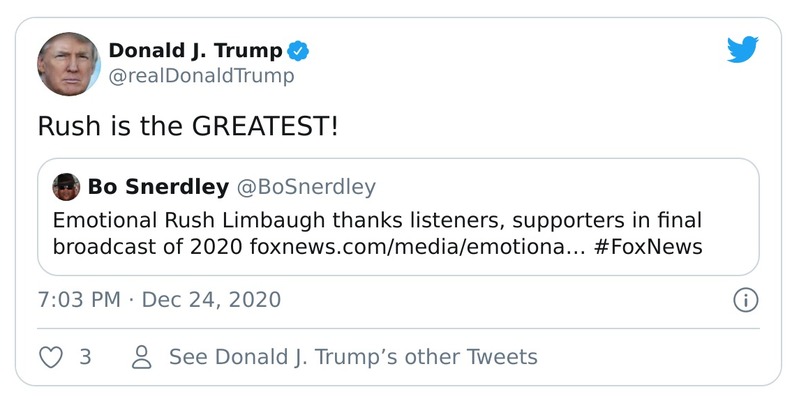 Donald J. Trump
@realDonaldTrump
Rush is the GREATEST!
Bo Snerdley @BoSnerdley
Emotional Rush Limbaugh thanks listeners, supporters in final
broadcast of 2020 foxnews.com/media/emotiona… #FoxNews
7:03 PM · Dec 24, 2020
3 See Donald J. Trump’s other Tweets